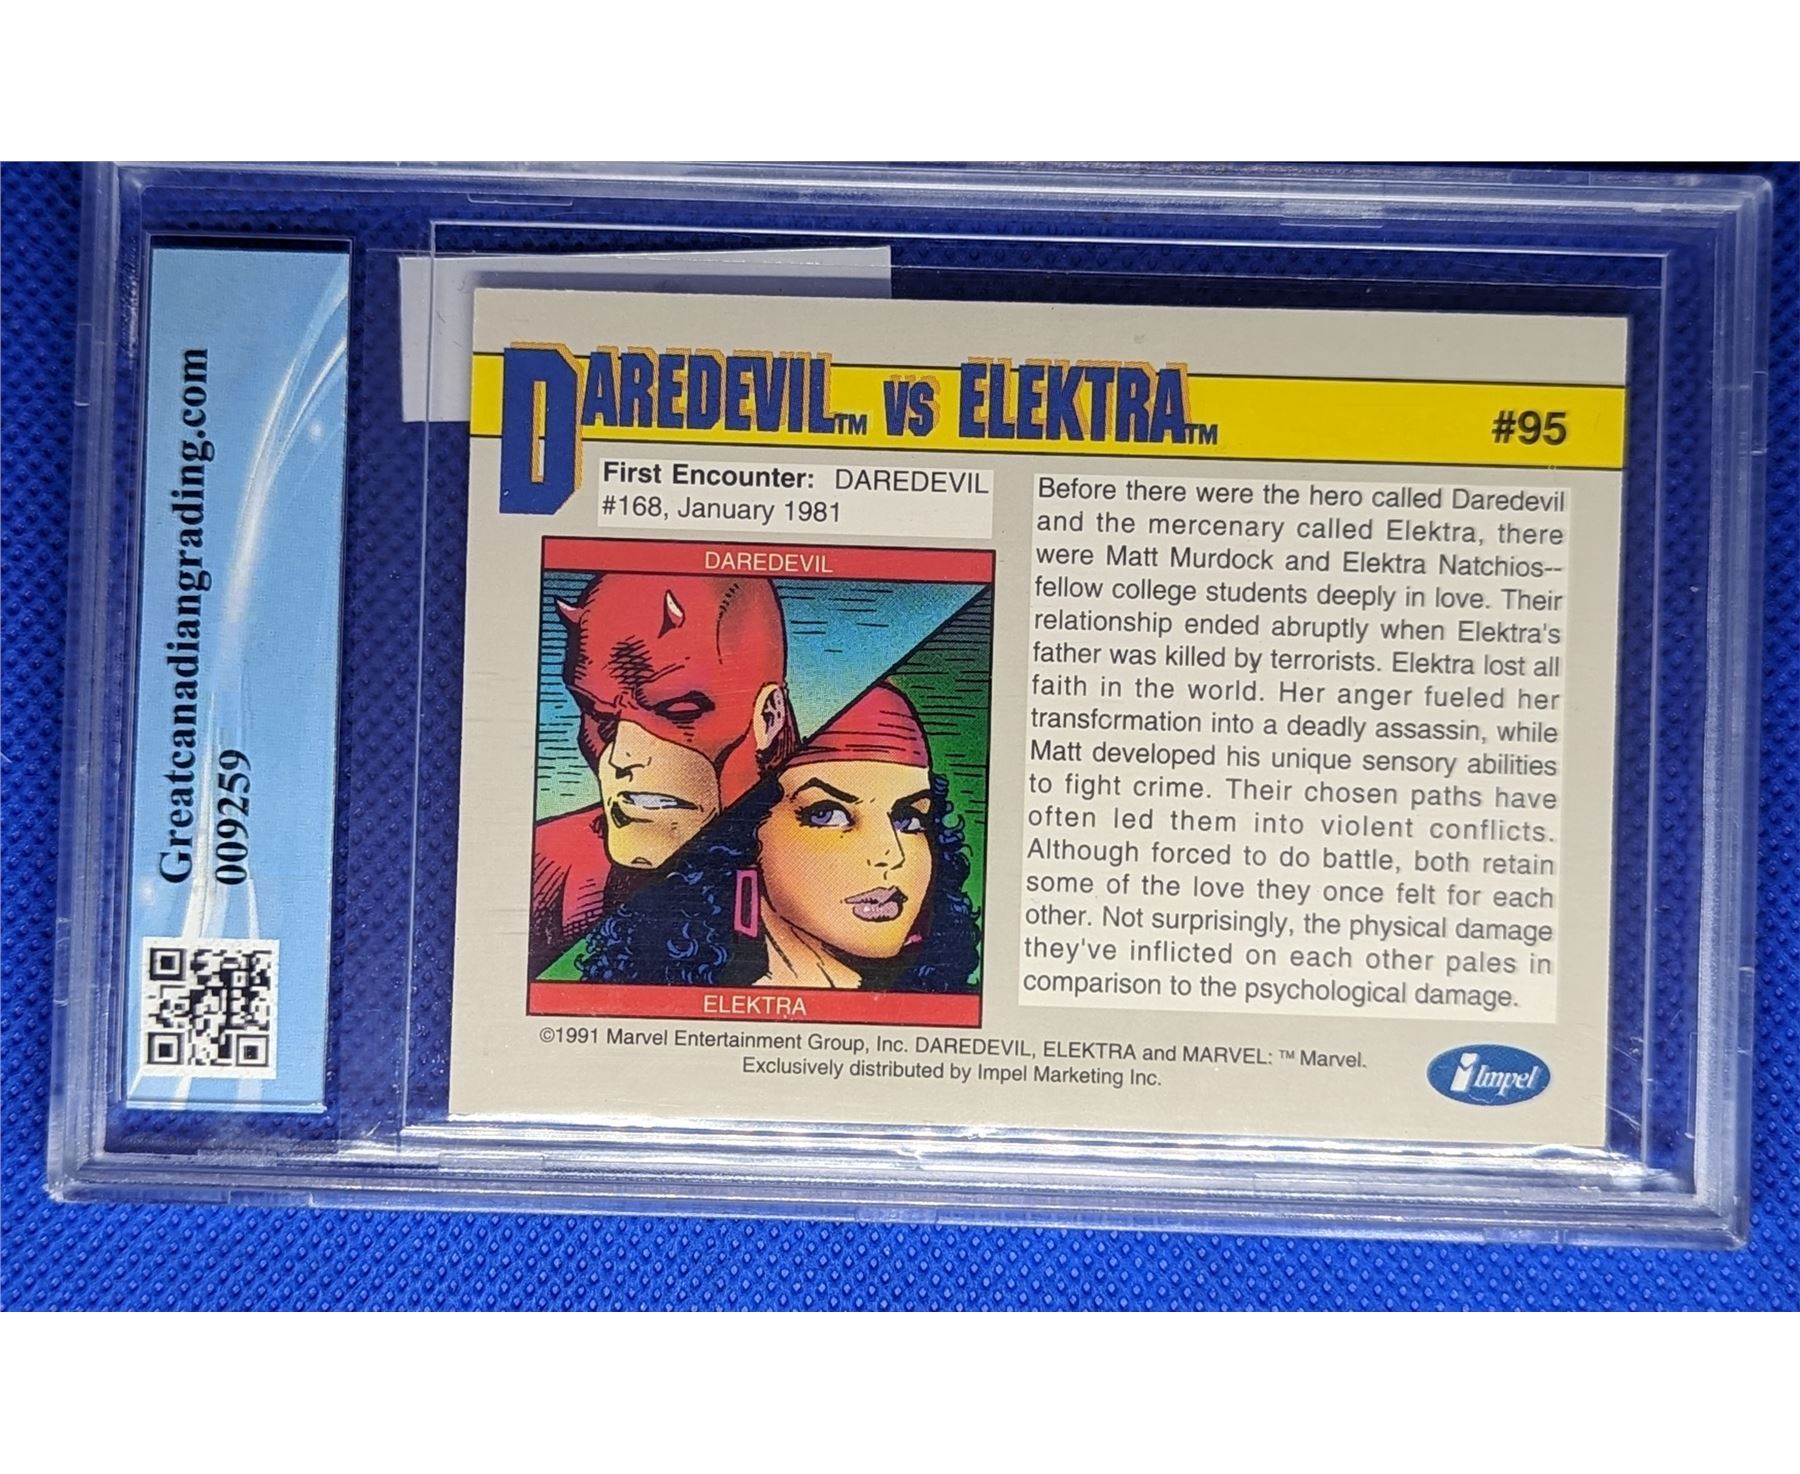 Greatcanadiangrading.com
0092259
DAREDEVIL™ VS ELEKTRA™
#95
First Encounter: DAREDEVIL
#168, January 1981
DAREDEVIL
ELEKTRA
Before there were the hero called Daredevil
and the mercenary called Elektra, there
were Matt Murdock and Elektra Natchios--
fellow college students deeply in love. Their
relationship ended abruptly when Elektra's
father was killed by terrorists. Elektra lost all
faith in the world. Her anger fueled her
transformation into a deadly assassin, while
Matt developed his unique sensory abilities
to fight crime. Their chosen paths have
often led them into violent conflicts.
Although forced to do battle, both retain
some of the love they once felt for each
other. Not surprisingly, the physical damage
they've inflicted on each other pales in
comparison to the psychological damage.
©1991 Marvel Entertainment Group, Inc. DAREDEVIL, ELEKTRA and MARVEL: ™ Marvel.
Exclusively distributed by Impel Marketing Inc.
Impel